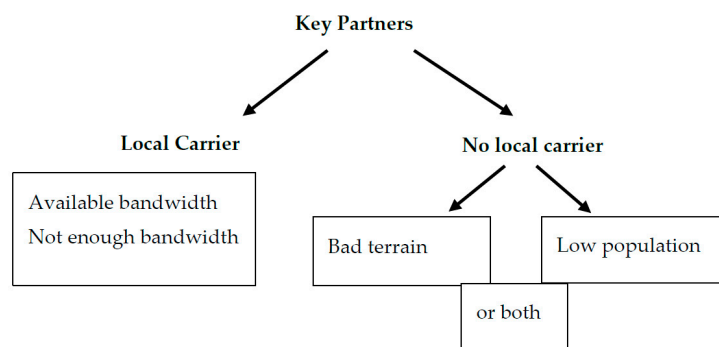 Key Partners
Local Carrier
No local carrier
Available bandwidth
Not enough bandwidth
Bad terrain
Low population
or both